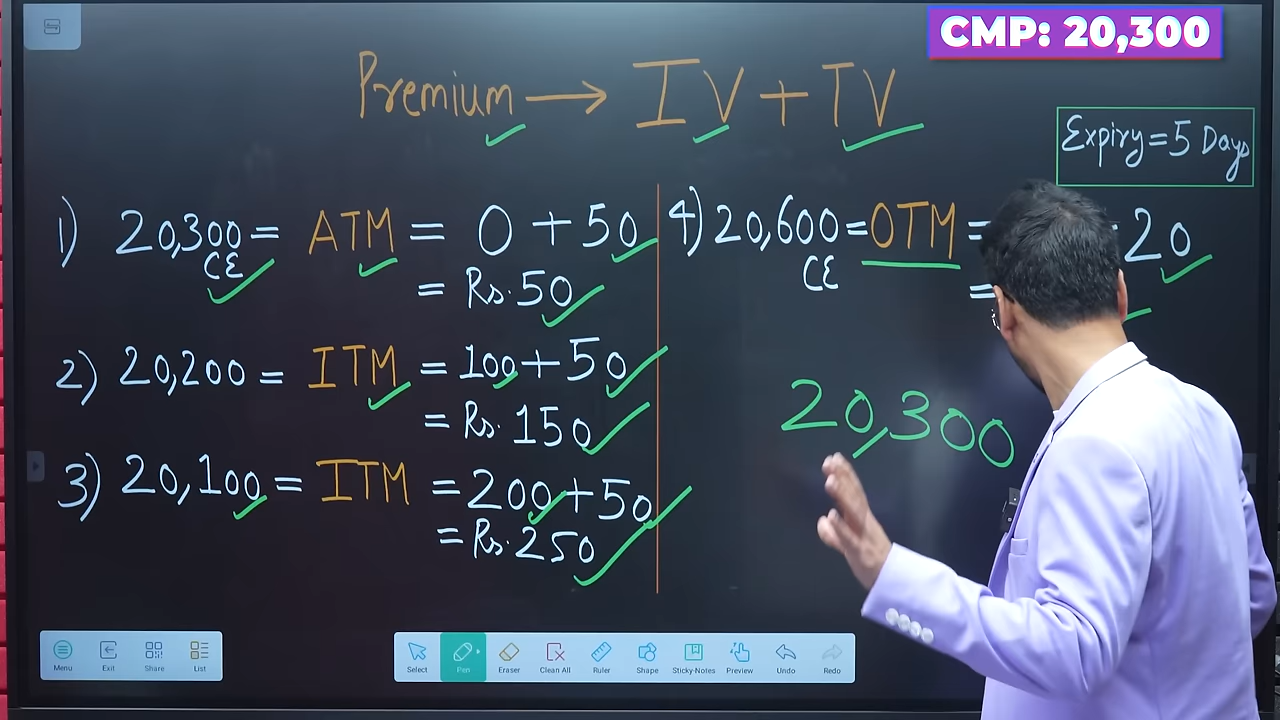 CMP: 20,300
Premium → IV + TV
Expiry = 5 Days
1) 20,300 = ATM = 0 + 50
CE
= Rs. 50
2) 20,200 = ITM = 100 + 50
= Rs. 150
3) 20,100 = ITM = 200 + 50
= Rs. 250
4) 20,600 = OTM = 20
CE
=
20,300
Menu
Exit
Share
List
Select
Pen
Eraser
Clean All
Ruler
Shape
Sticky-Notes
Preview
Undo
Redo